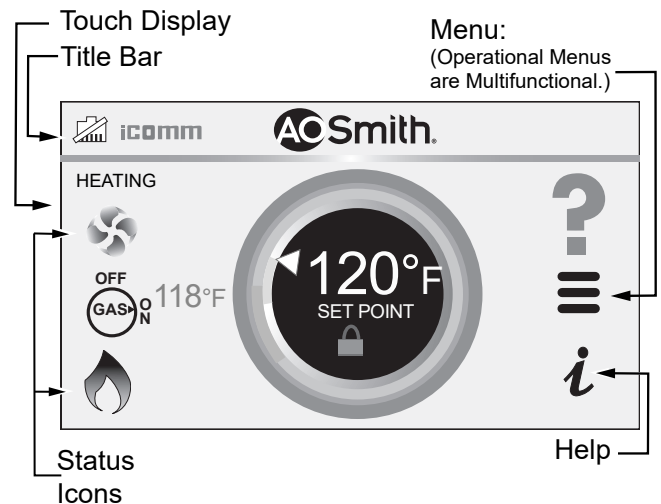 Touch Display
Title Bar
Menu:
(Operational Menus
are Multifunctional.)
icomm
AOSmith.
HEATING
OFF
GAS
ON
118°F
120°F
SET POINT
?
i
Help
Status
Icons